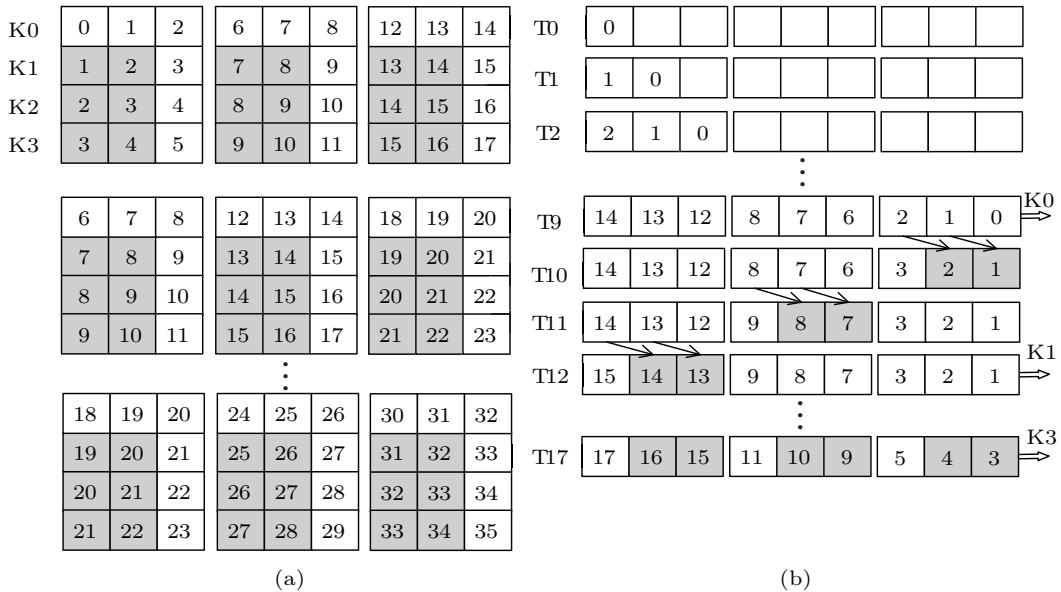 K0 0 1 2 6 7 8 12 13 14
K1 1 2 3 7 8 9 13 14 15
K2 2 3 4 8 9 10 14 15 16
K3 3 4 5 9 10 11 15 16 17
6 7 8 12 13 14 18 19 20
7 8 9 13 14 15 19 20 21
8 9 10 14 15 16 20 21 22
9 10 11 15 16 17 21 22 23
18 19 20 24 25 26 30 31 32
19 20 21 25 26 27 31 32 33
20 21 22 26 27 28 32 33 34
21 22 23 27 28 29 33 34 35
(a)
T0 0
T1 1 0
T2 2 1 0
T9 14 13 12 8 7 6 2 1 0 K0
T10 14 13 12 8 7 6 3 2 1
T11 14 13 12 9 8 7 3 2 1
T12 15 14 13 9 8 7 3 2 1 K1
T17 17 16 15 11 10 9 5 4 3 K3
(b)